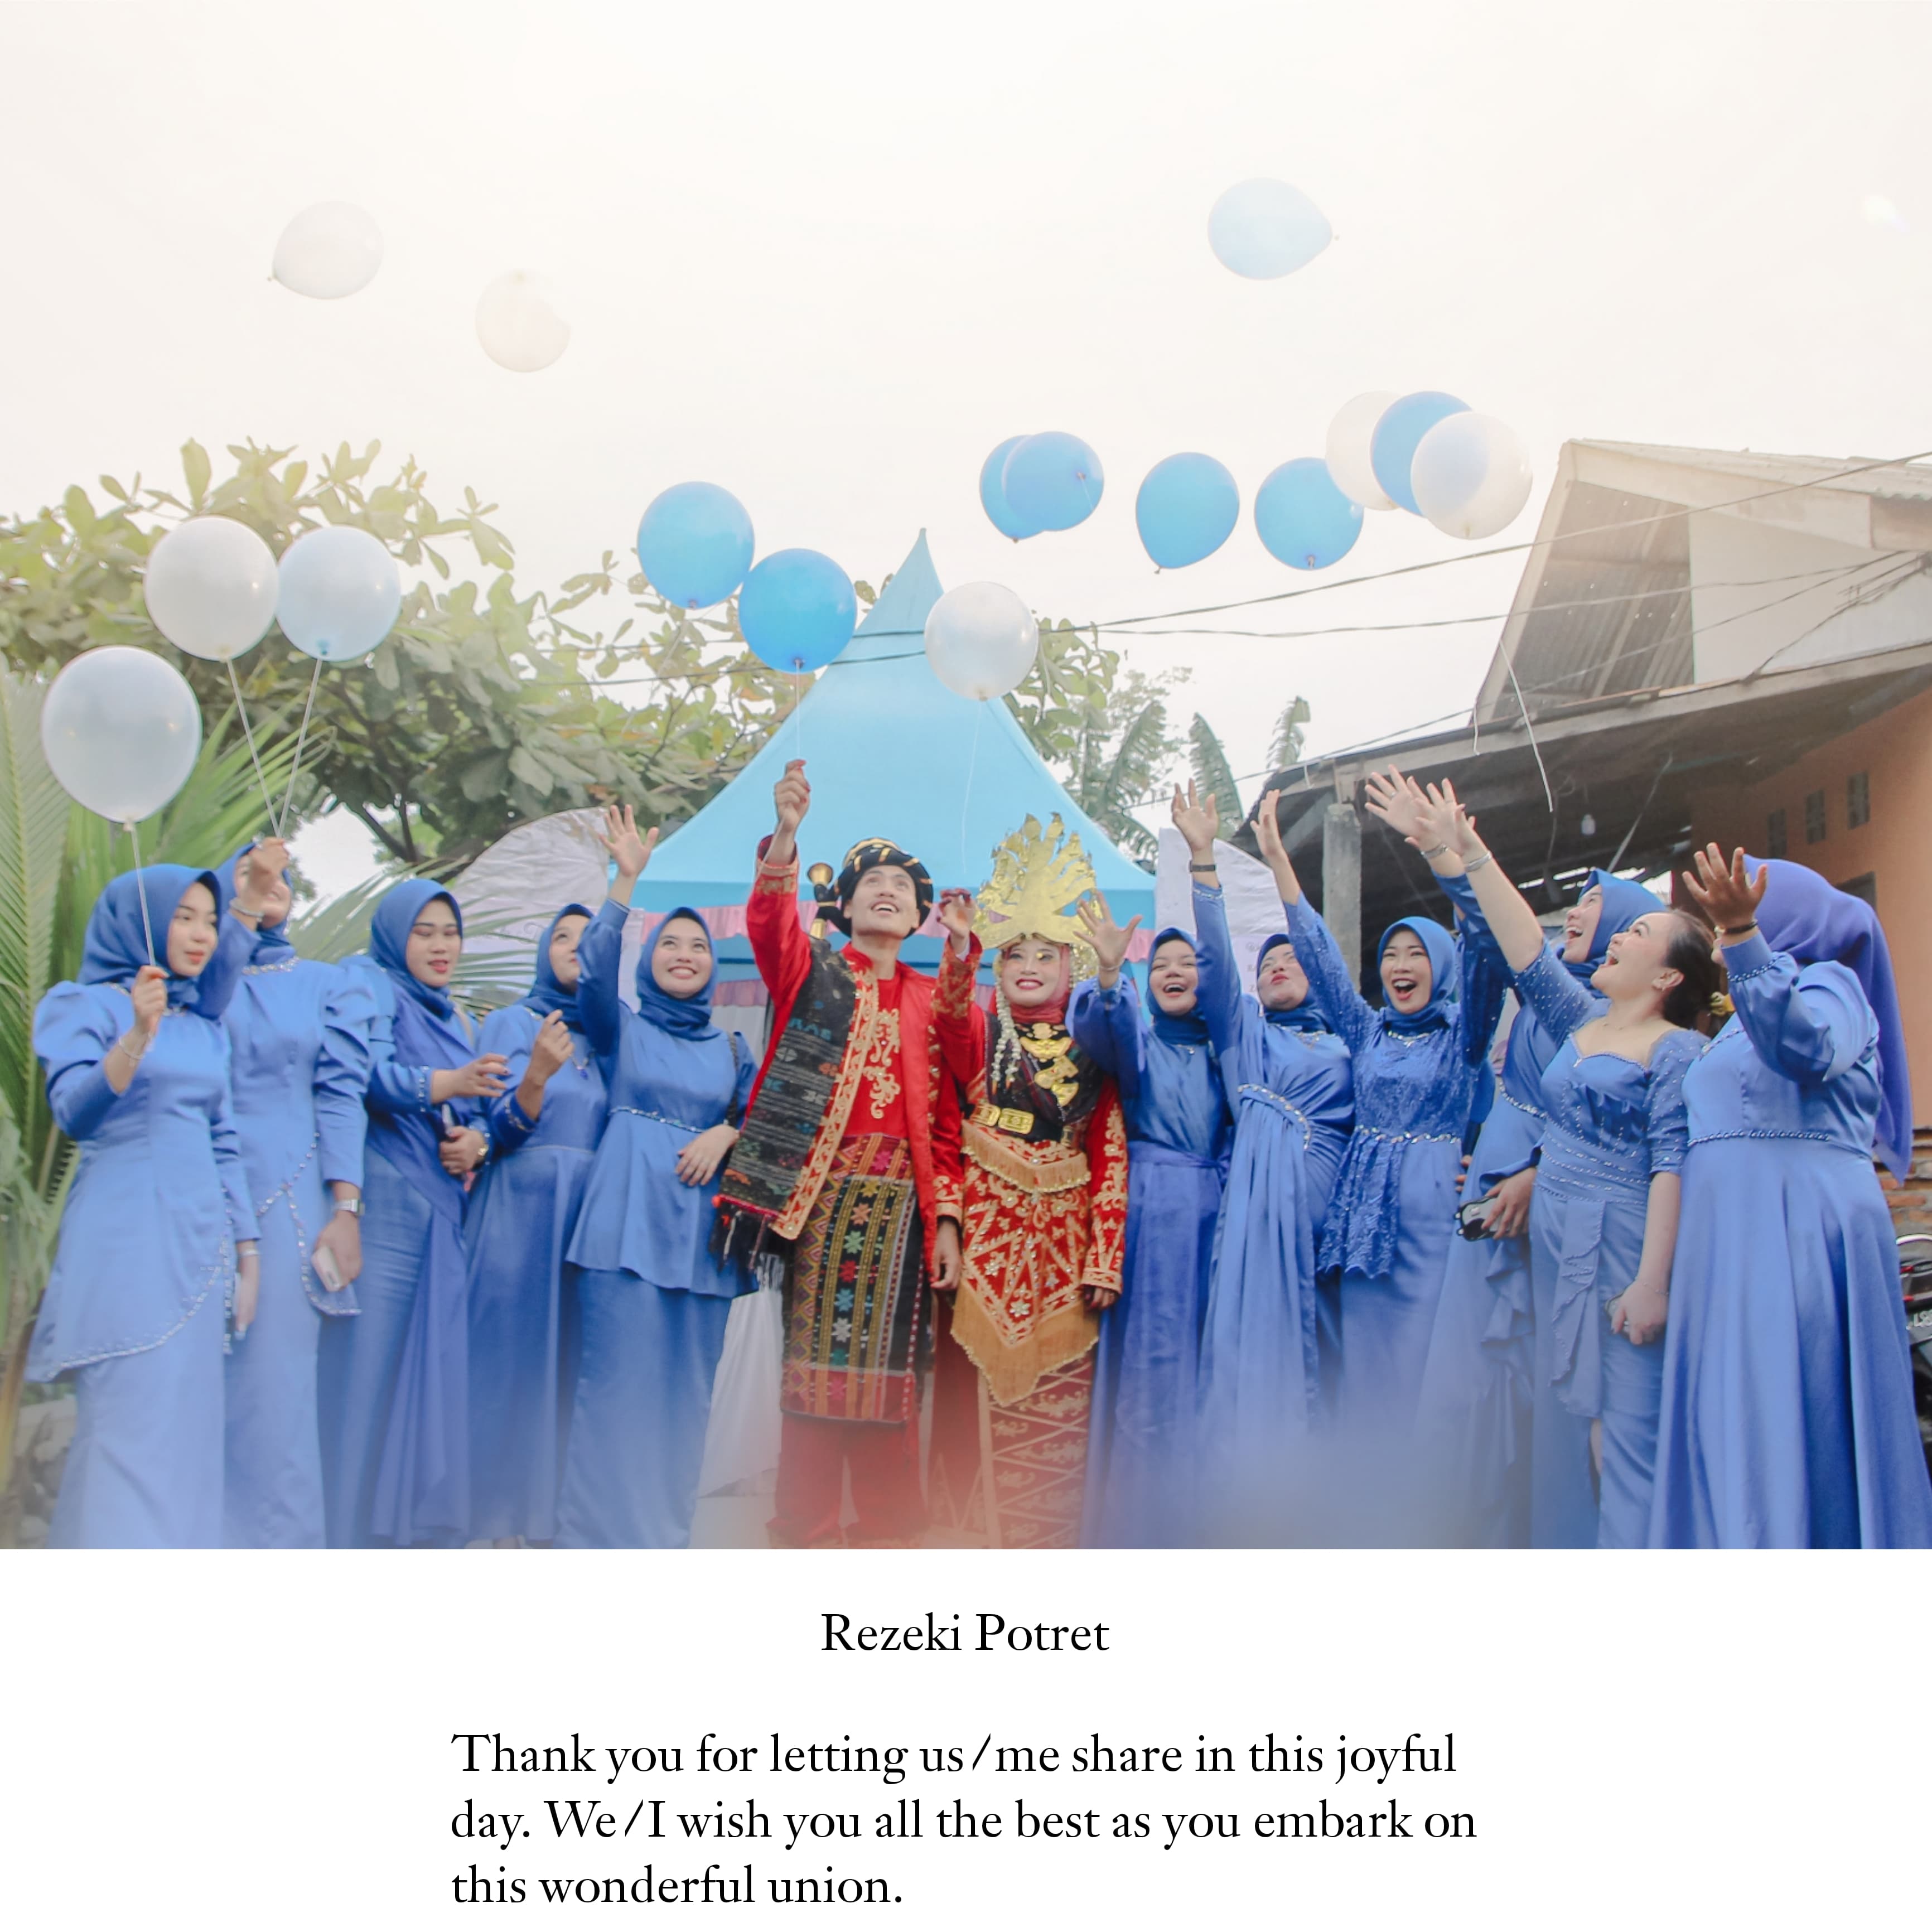 Rezeki Potret
Thank you for letting us/me share in this joyful
day. We/I wish you all the best as you embark on
this wonderful union.